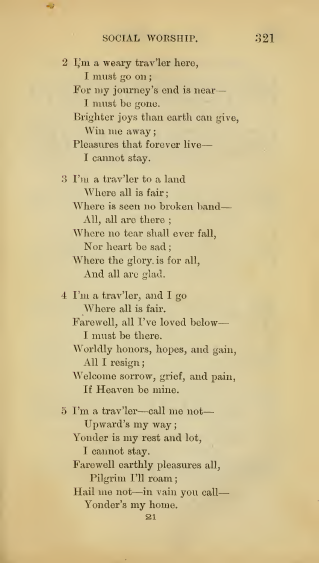 SOCIAL WORSHIP. 321
2 I'm a weary trav'ler here,
I must go on;
For my journey's end is near—
I must be gone.
Brighter joys than earth can give,
Win me away;
Pleasures that forever live—
I cannot stay.
3 I'm a trav'ler to a land
Where all is fair;
Where is seen no broken band—
All, all are there;
Where no tear shall ever fall,
Nor heart be sad;
Where the glory is for all,
And all are glad.
4 I'm a trav'ler, and I go
Where all is fair.
Farewell, all I've loved below—
I must be there.
Worldly honors, hopes, and gain,
All I resign;
Welcome sorrow, grief, and pain,
If Heaven be mine.
5 I'm a trav'ler—call me not—
Upward's my way;
Yonder is my rest and lot,
I cannot stay.
Farewell earthly pleasures all,
Pilgrim I'll roam;
Hail me not—in vain you call—
Yonder's my home.
21